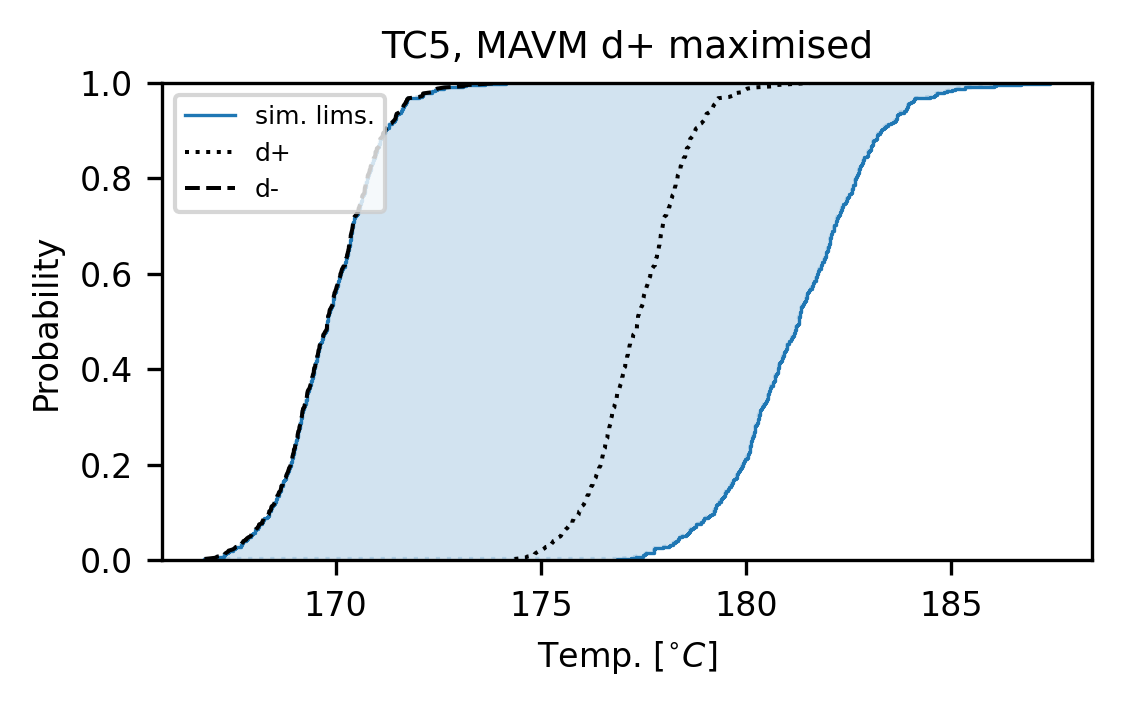 TC5, MAVM d+ maximised
1.0
0.8
0.6
0.4
0.2
0.0
Probability
sim. lims.
d+
d-
170
175
180
185
Temp. [°C]